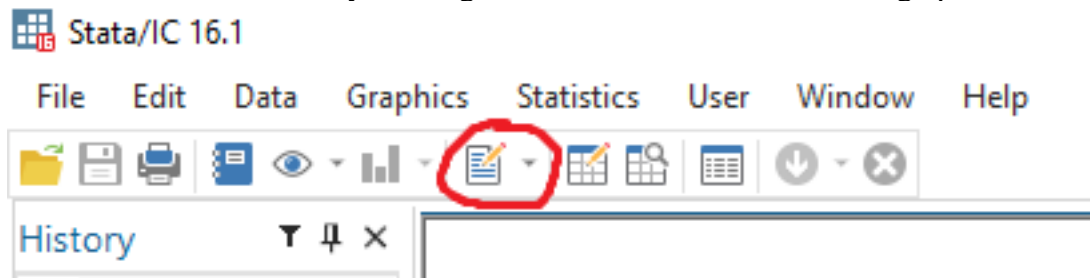 Stata/IC 16.1
File Edit Data Graphics Statistics User Window Help
History